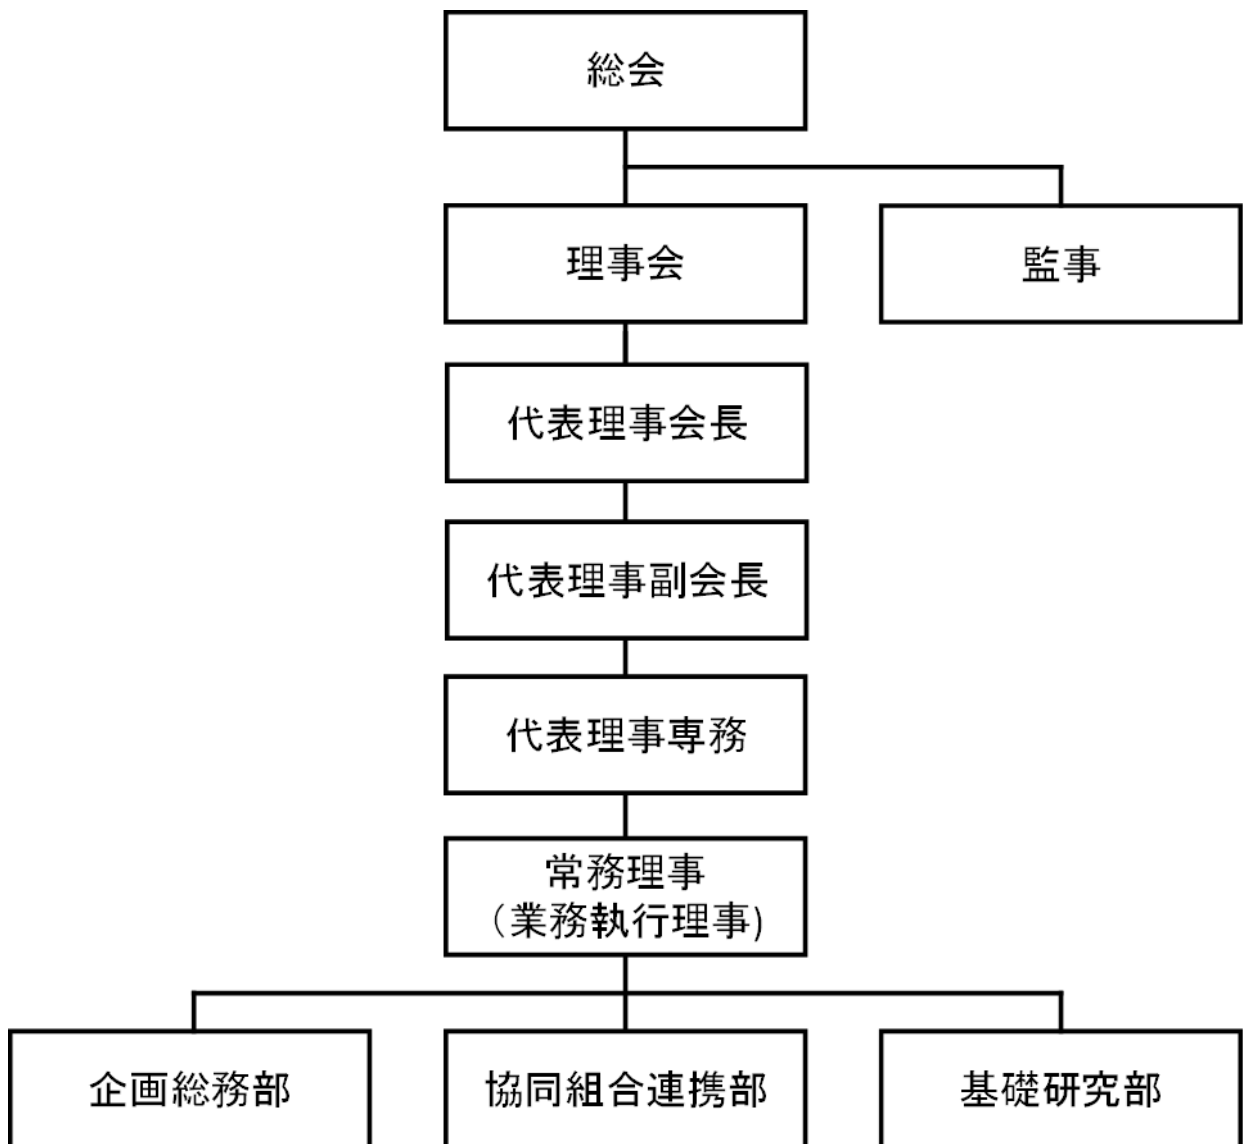 総会
理事会
監事
代表理事会長
代表理事副会長
代表理事専務
常務理事
（業務執行理事)
企画総務部
協同組合連携部
基礎研究部